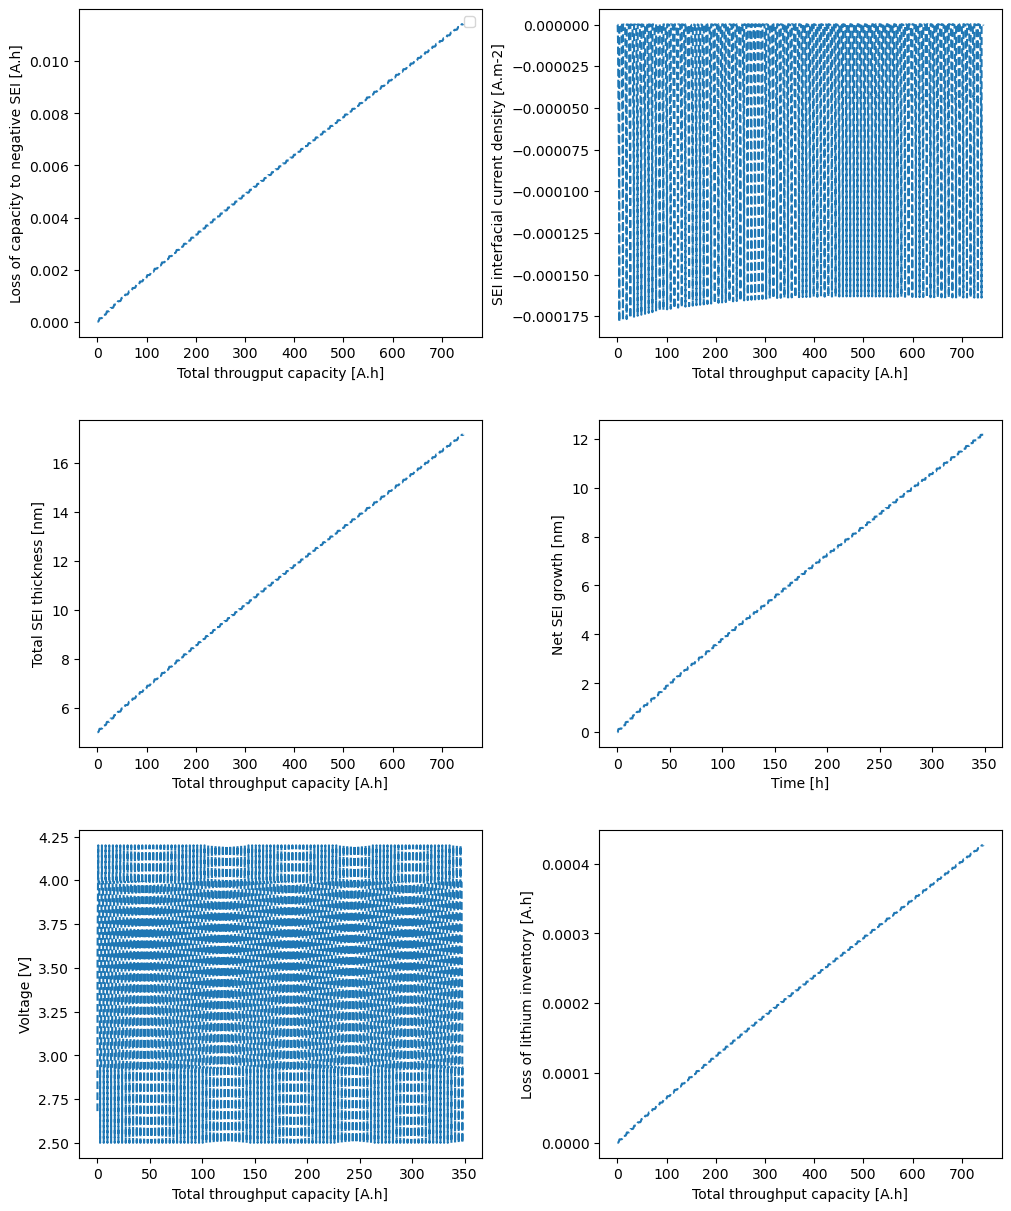 Loss of capacity to negative SEI [A.h]
0.010
0.008
0.006
0.004
0.002
0.000
0 100 200 300 400 500 600 700
Total througput capacity [A.h]
SEI interfacial current density [A.m-2]
0.000000
−0.000025
−0.000050
−0.000075
−0.000100
−0.000125
−0.000150
−0.000175
0 100 200 300 400 500 600 700
Total throughput capacity [A.h]
Total SEI thickness [nm]
16
14
12
10
8
6
0 100 200 300 400 500 600 700
Total throughput capacity [A.h]
Net SEI growth [nm]
12
10
8
6
4
2
0
0 50 100 150 200 250 300 350
Time [h]
Voltage [V]
4.25
4.00
3.75
3.50
3.25
3.00
2.75
2.50
0 50 100 150 200 250 300 350
Total throughput capacity [A.h]
Loss of lithium inventory [A.h]
0.0004
0.0003
0.0002
0.0001
0.0000
0 100 200 300 400 500 600 700
Total throughput capacity [A.h]